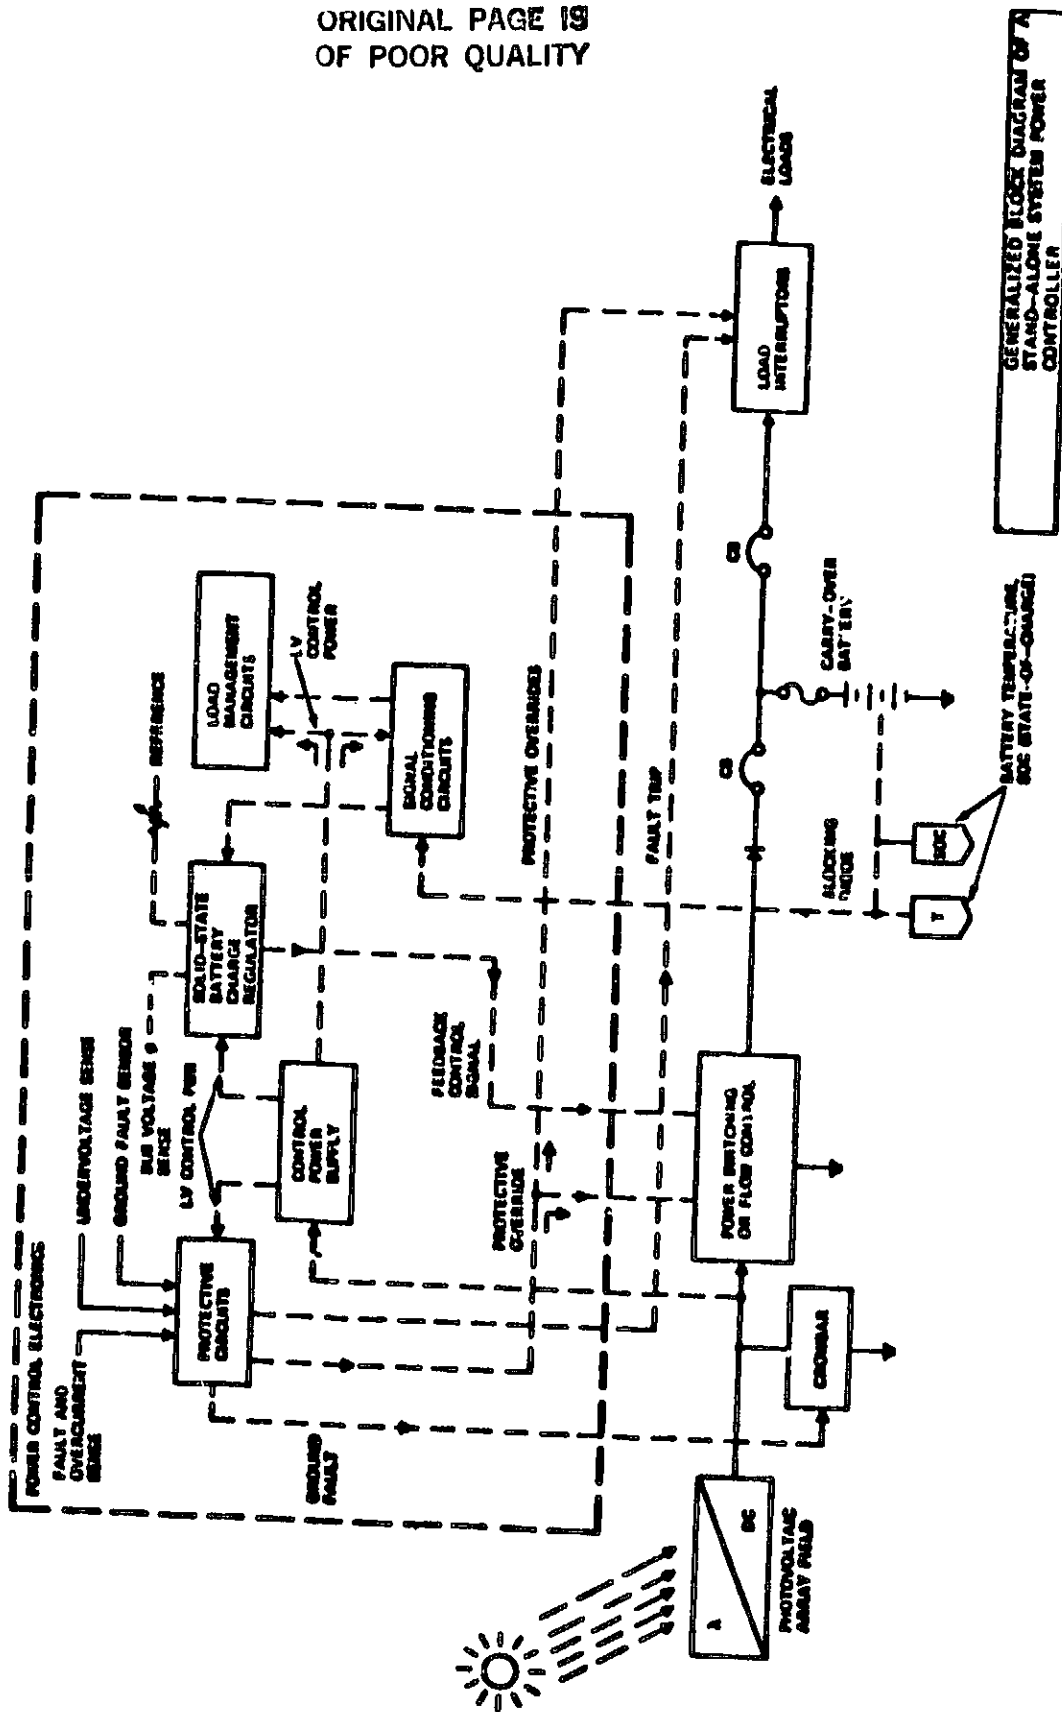 ORIGINAL PAGE IS
OF POOR QUALITY
GENERALIZED BLOCK DIAGRAM OF A
STAND-ALONE SYSTEM POWER
CONTROLLER
POWER CONTROL ELECTRONICS
FAULT AND
OVERCURRENT
SENSE
UNDERVOLTAGE SENSE
GROUND FAULT SENSOR
BUS VOLTAGE
SENSE
REFERENCE
LV CONTROL PWR
PROTECTIVE
CIRCUITS
SOLID-STATE
BATTERY
CHARGE
REGULATOR
LOAD
MANAGEMENT
CIRCUITS
LV
CONTROL
POWER
CONTROL
POWER
SUPPLY
SIGNAL
CONDITIONING
CIRCUITS
GROUND
FAULT
FEEDBACK
CONTROL
SIGNAL
PROTECTIVE
OVERRIDE
PROTECTIVE OVERRIDES
FAULT TRIP
λ
DC
PHOTOVOLTAIC
ARRAY FIELD
CROWBAR
POWER SWITCHING
OR FLOW CONTROL
BLOCKING
DIODE
CB
CB
CARRY-OVER
BATTERY
LOAD
INTERRUPTORS
ELECTRICAL
LOADS
T
SOC
BATTERY TEMPERATURE,
SOC (STATE-OF-CHARGE)